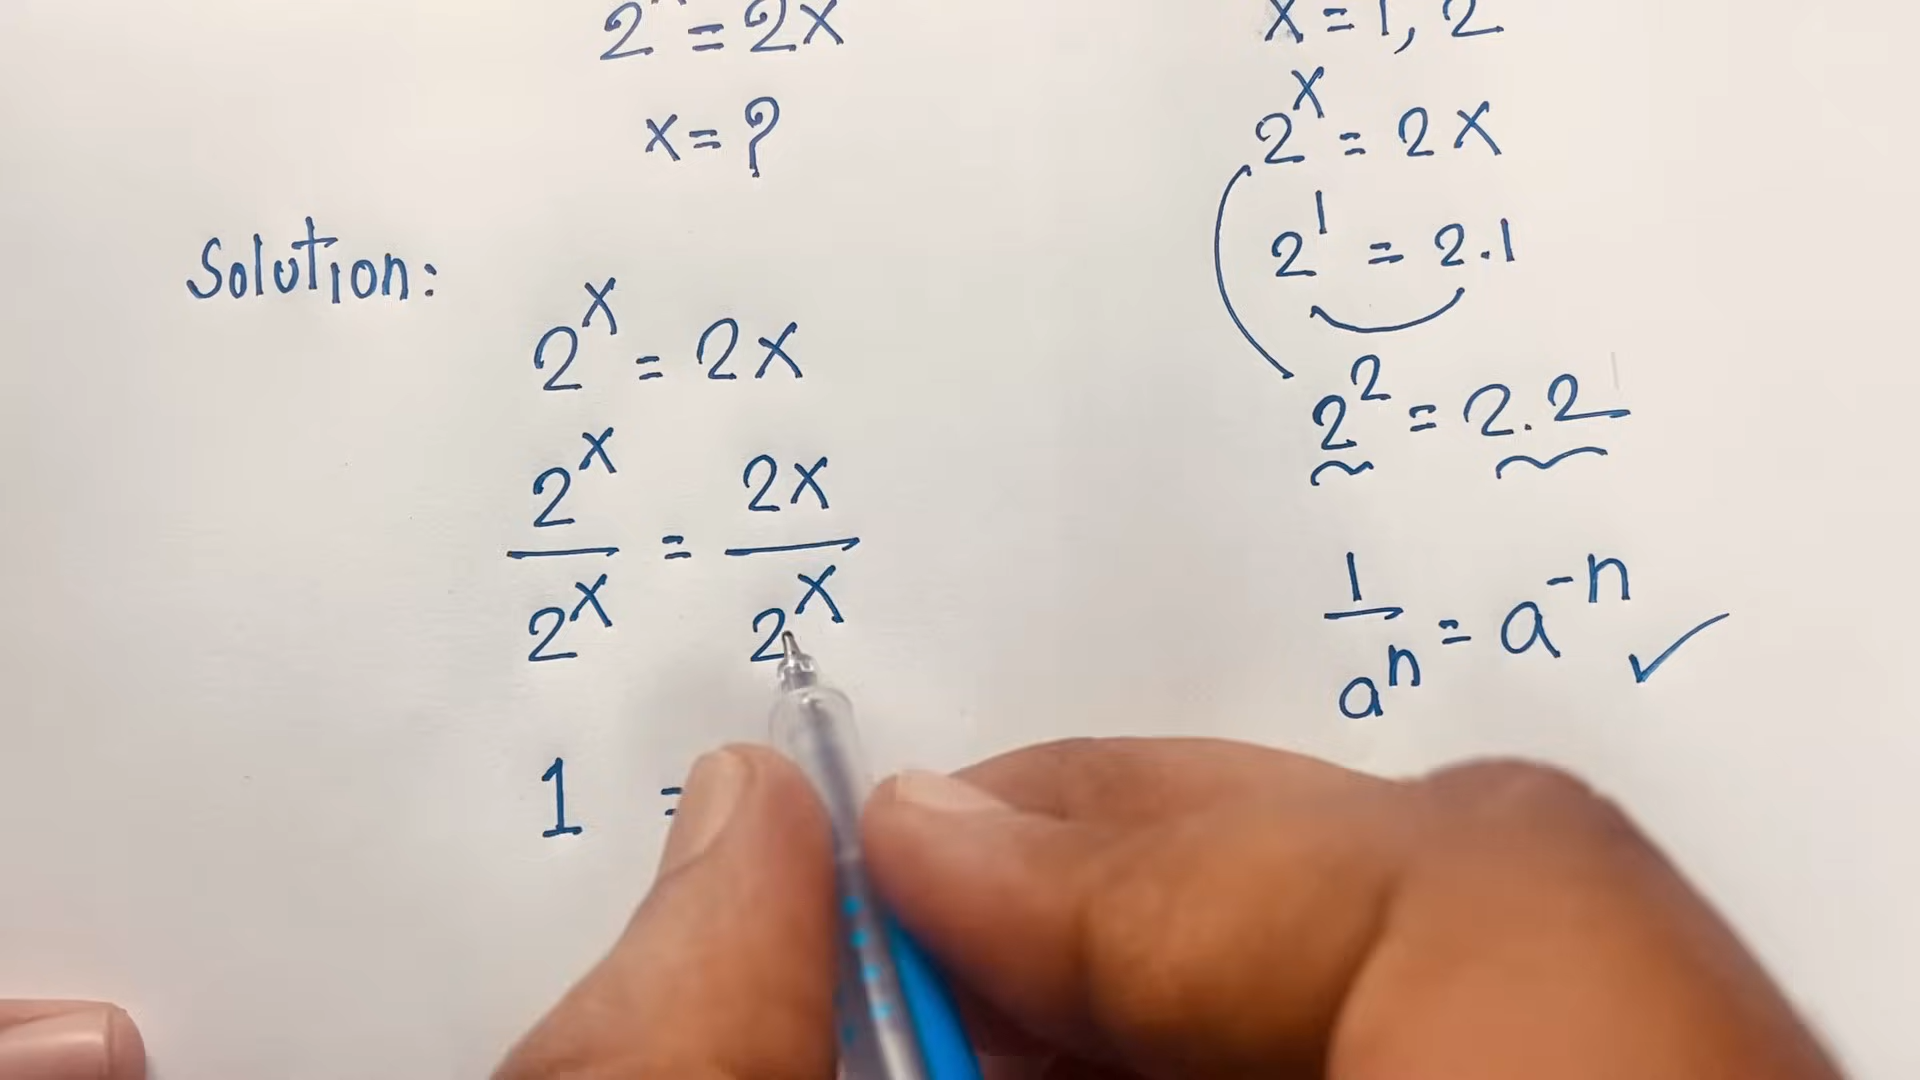 2^x = 2x
x = ?
Solution:
2^x = 2x
2^x / 2^x = 2x / 2^x
1 =
x = 1, 2
2^x = 2x
2^1 = 2.1
2^2 = 2.2
1 / a^n = a^-n ✓